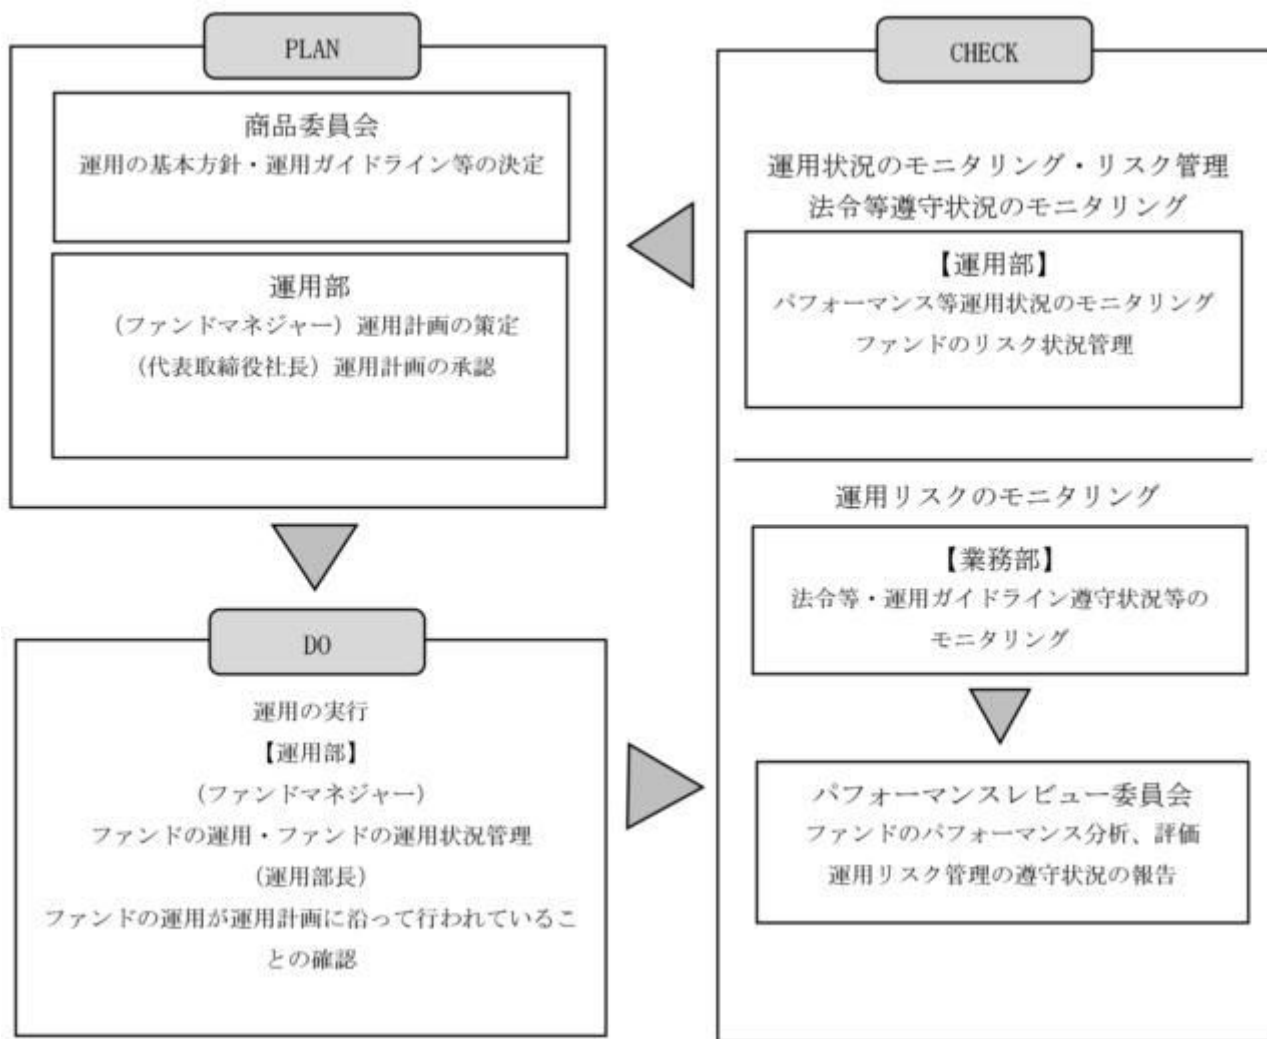 PLAN
商品委員会
運用の基本方針・運用ガイドライン等の決定
運用部
(ファンドマネジャー)運用計画の策定
(代表取締役社長)運用計画の承認
DO
運用の実行
【運用部】
(ファンドマネジャー)
ファンドの運用・ファンドの運用状況管理
(運用部長)
ファンドの運用が運用計画に沿って行われているこ
との確認
CHECK
運用状況のモニタリング・リスク管理
法令等遵守状況のモニタリング
【運用部】
パフォーマンス等運用状況のモニタリング
ファンドのリスク状況管理
運用リスクのモニタリング
【業務部】
法令等・運用ガイドライン遵守状況等の
モニタリング
パフォーマンスレビュー委員会
ファンドのパフォーマンス分析、評価
運用リスク管理の遵守状況の報告